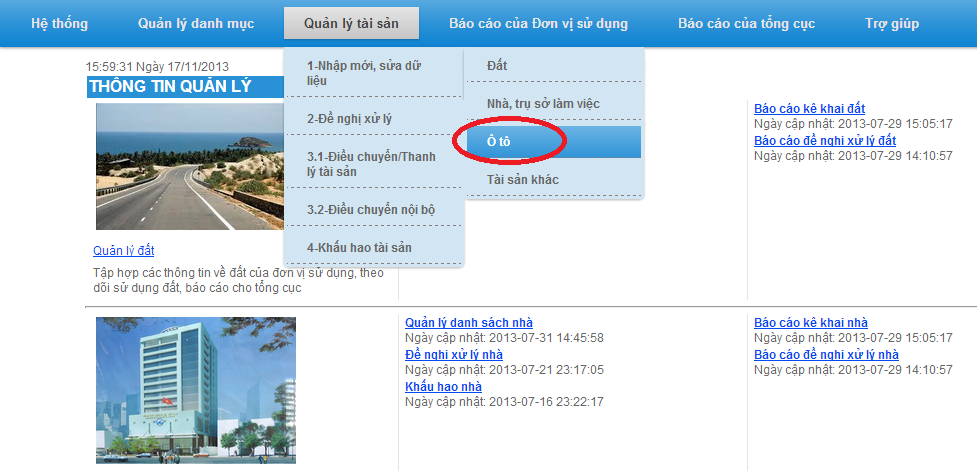 Hệ thống
Quản lý danh mục
Quản lý tài sản
Báo cáo của Đơn vị sử dụng
Báo cáo của tổng cục
Trợ giúp
15:59:31 Ngày 17/11/2013
THÔNG TIN QUẢN LÝ
1-Nhập mới, sửa dữ
liệu
2-Đề nghị xử lý
3.1-Điều chuyển/Thanh
lý tài sản
3.2-Điều chuyển nội bộ
4-Khấu hao tài sản
Đất
Nhà, trụ sở làm việc
Ô tô
Tài sản khác
Báo cáo kê khai đất
Ngày cập nhật: 2013-07-29 15:05:17
Báo cáo đề nghị xử lý đất
Ngày cập nhật: 2013-07-29 14:10:57
Quản lý đất
Tập hợp các thông tin về đất của đơn vị sử dụng, theo
dõi sử dụng đất, báo cáo cho tổng cục
Quản lý danh sách nhà
Ngày cập nhật: 2013-07-31 14:45:58
Đề nghị xử lý nhà
Ngày cập nhật: 2013-07-21 23:17:05
Khấu hao nhà
Ngày cập nhật: 2013-07-16 23:22:17
Báo cáo kê khai nhà
Ngày cập nhật: 2013-07-29 15:05:17
Báo cáo đề nghị xử lý nhà
Ngày cập nhật: 2013-07-29 14:10:57